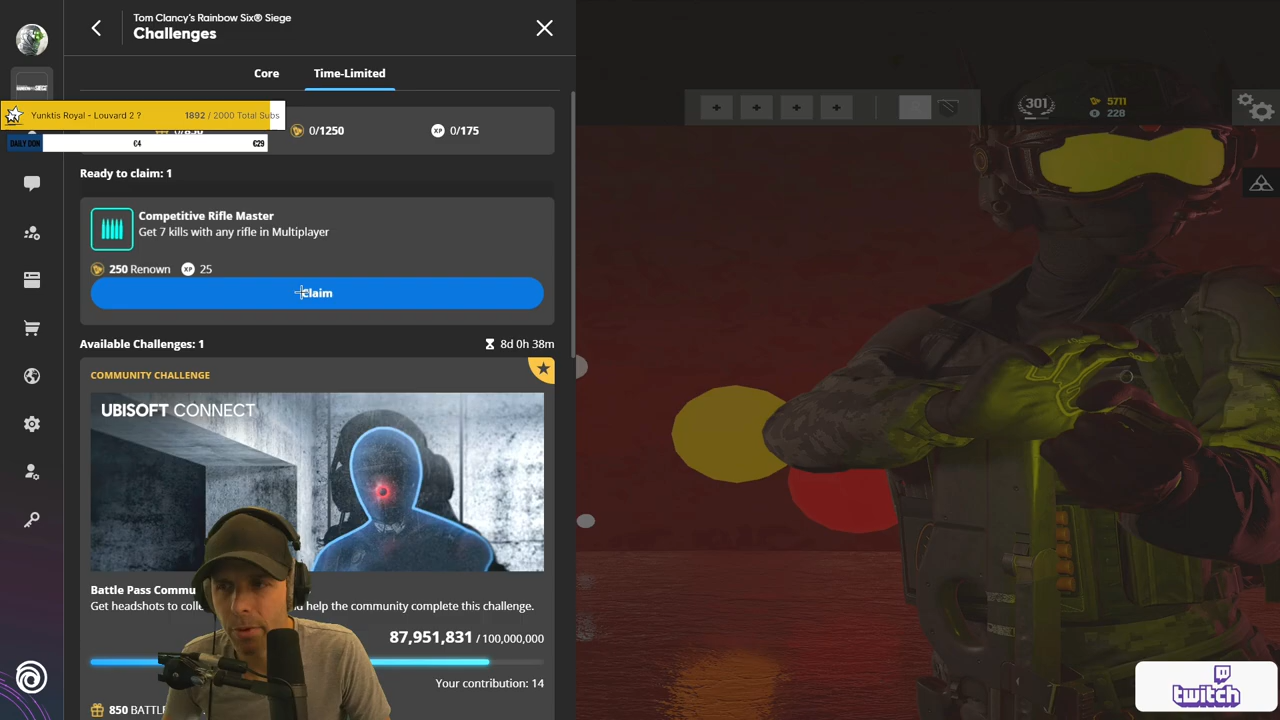 Tom Clancy's Rainbow Six® Siege
Challenges
Core
Time-Limited
Yunktis Royal - Louvard 2 ?
1892 / 2000 Total Subs
DAILY DON
€4
€29
0/1250
XP 0/175
Ready to claim: 1
Competitive Rifle Master
Get 7 kills with any rifle in Multiplayer
250 Renown XP 25
Claim
Available Challenges: 1
8d 0h 38m
COMMUNITY CHALLENGE
UBISOFT CONNECT
Battle Pass
Get headshots to help the community complete this challenge.
87,951,831 / 100,000,000
Your contribution: 14
850
301
5711
228
twitch